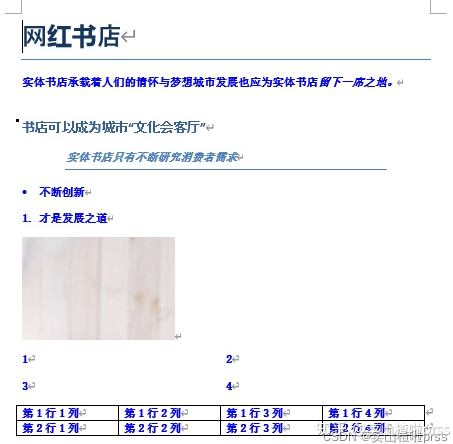 网红书店
实体书店承载着人们的情怀与梦想城市发展也应为实体书店留下一席之地。
书店可以成为城市“文化会客厅”
实体书店只有不断研究消费者需求
• 不断创新
1. 才是发展之道
1 2
3 4
第 1 行 1 列 第 1 行 2 列 第 1 行 3 列 第 1 行 4 列
第 2 行 1 列 第 2 行 2 列 第 2 行 3 列 第 2 行 4 列